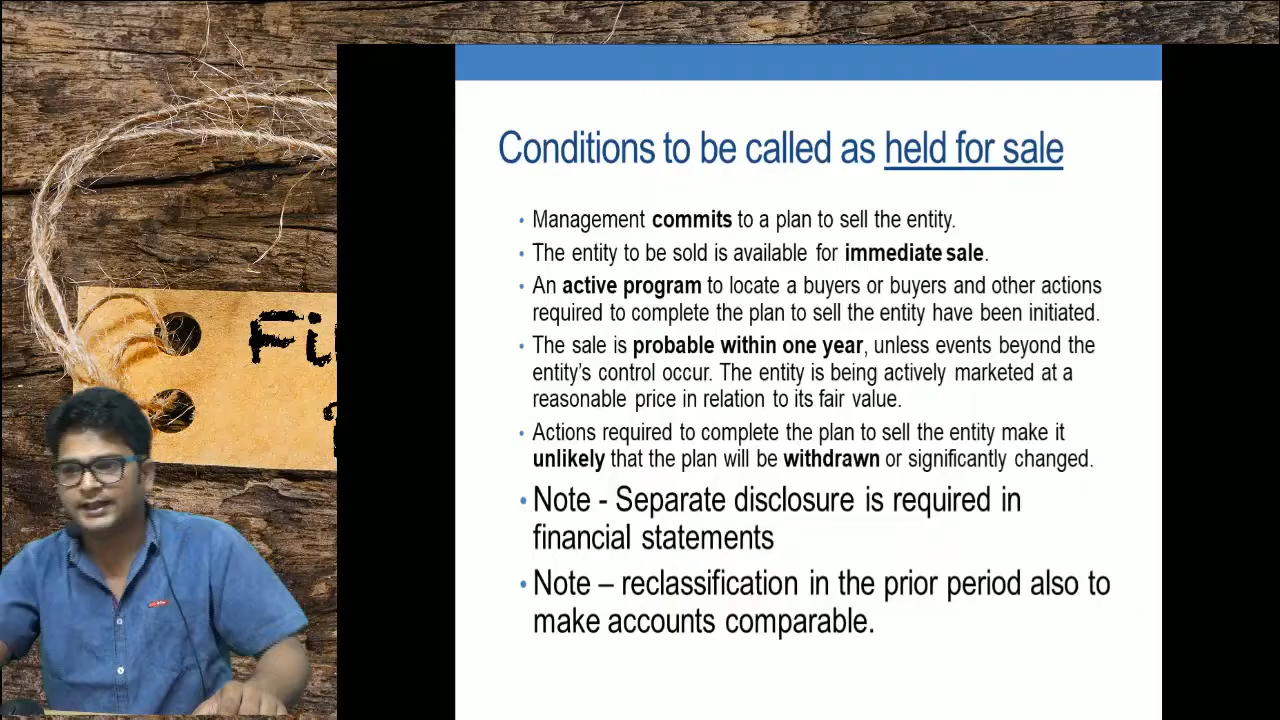 Conditions to be called as held for sale
• Management commits to a plan to sell the entity.
• The entity to be sold is available for immediate sale.
• An active program to locate a buyers or buyers and other actions
required to complete the plan to sell the entity have been initiated.
• The sale is probable within one year, unless events beyond the
entity's control occur. The entity is being actively marketed at a
reasonable price in relation to its fair value.
• Actions required to complete the plan to sell the entity make it
unlikely that the plan will be withdrawn or significantly changed.
• Note - Separate disclosure is required in
financial statements
• Note – reclassification in the prior period also to
make accounts comparable.
Fi